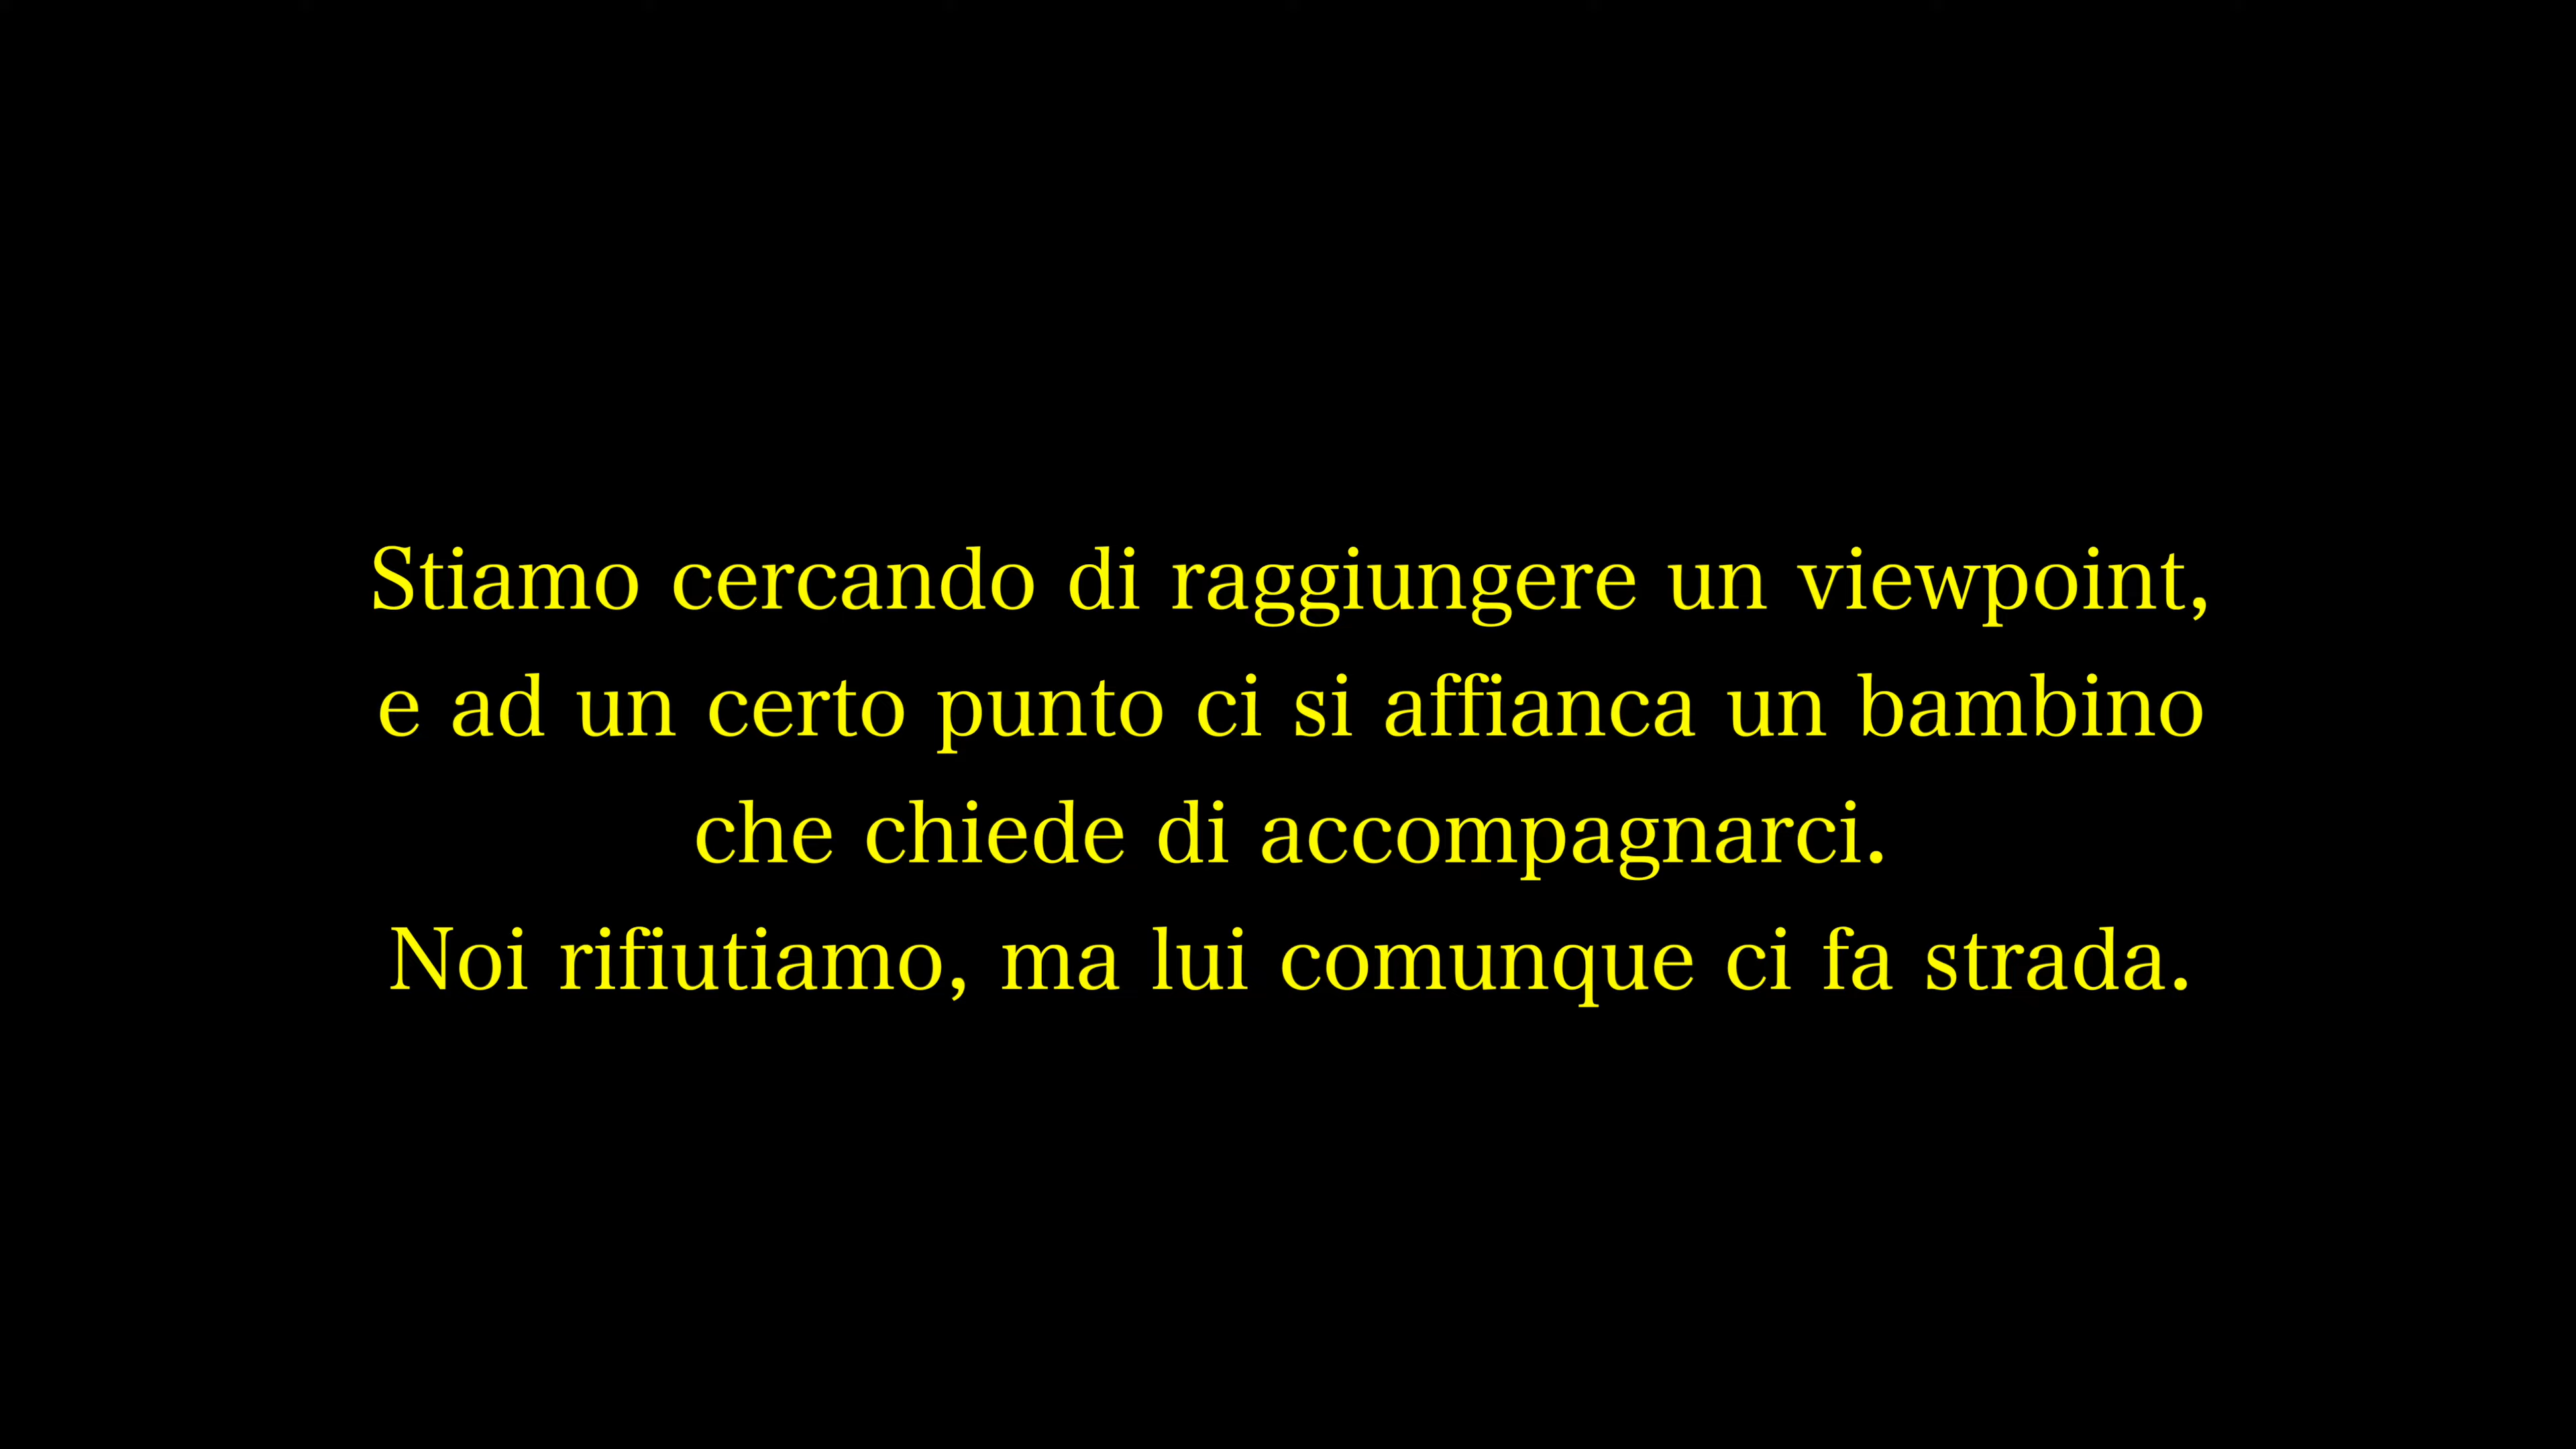 Stiamo cercando di raggiungere un viewpoint,
e ad un certo punto ci si affianca un bambino
che chiede di accompagnarci.
Noi rifiutiamo, ma lui comunque ci fa strada.